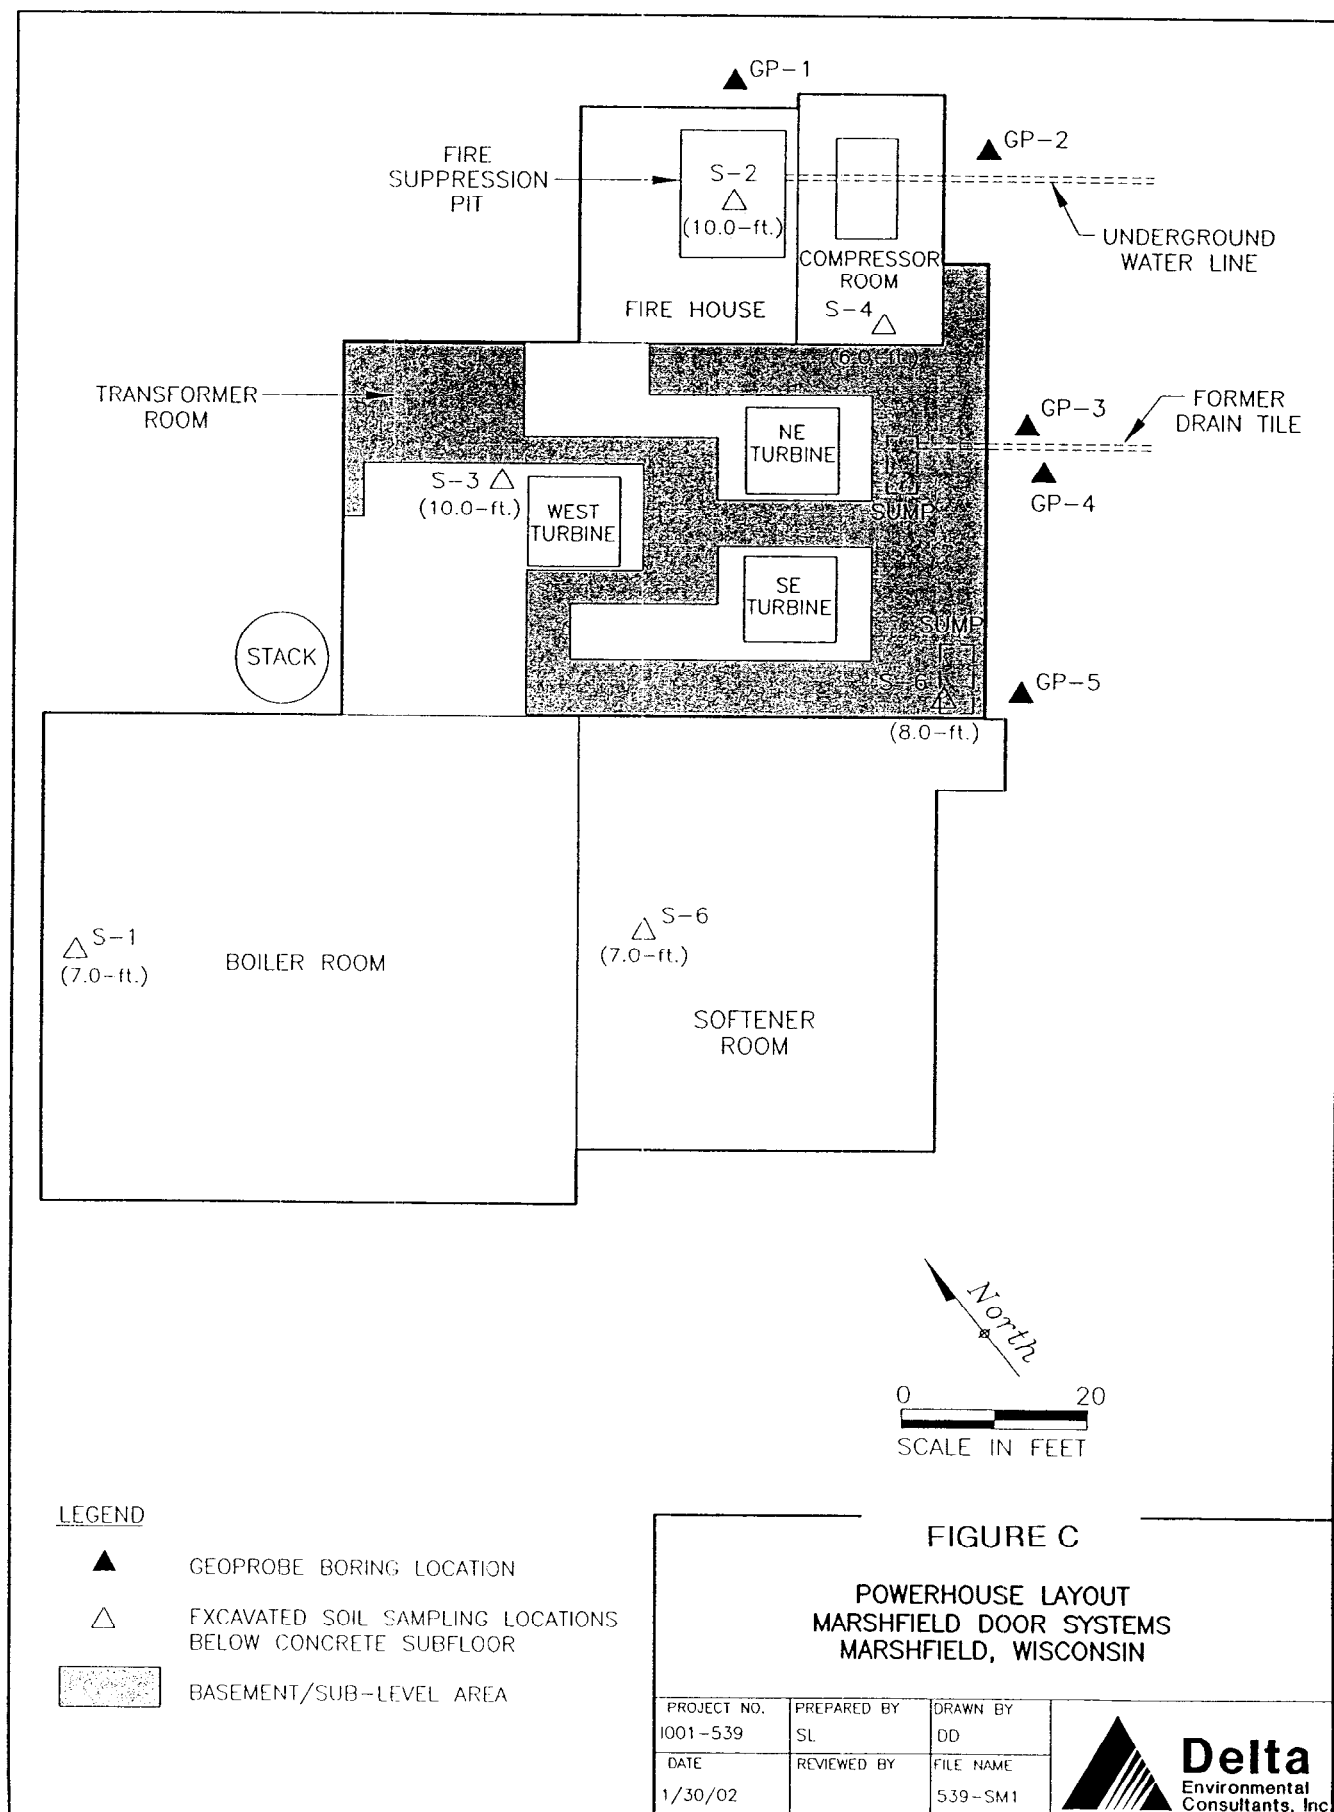 GP-1
GP-2
FIRE
SUPPRESSION
PIT
S-2
(10.0-ft.)
UNDERGROUND
WATER LINE
COMPRESSOR
ROOM
FIRE HOUSE
S-4
(6.0-ft.)
TRANSFORMER
ROOM
GP-3
FORMER
DRAIN TILE
NE
TURBINE
S-3
(10.0-ft.)
GP-4
WEST
TURBINE
SUMP
SE
TURBINE
SUMP
STACK
S-6
GP-5
(8.0-ft.)
S-1
(7.0-ft.)
BOILER ROOM
S-6
(7.0-ft.)
SOFTENER
ROOM
North
0 20
SCALE IN FEET
LEGEND
GEOPROBE BORING LOCATION
EXCAVATED SOIL SAMPLING LOCATIONS
BELOW CONCRETE SUBFLOOR
BASEMENT/SUB-LEVEL AREA
FIGURE C
POWERHOUSE LAYOUT
MARSHFIELD DOOR SYSTEMS
MARSHFIELD, WISCONSIN
PROJECT NO. PREPARED BY DRAWN BY
I001-539 SL DD
DATE REVIEWED BY FILE NAME
1/30/02 539-SM1
Delta
Environmental
Consultants, Inc